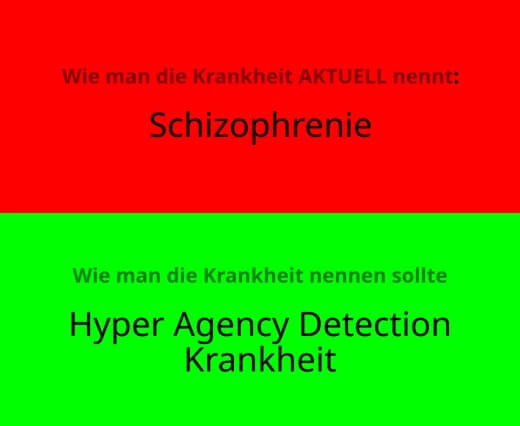 Wie man die Krankheit AKTUELL nennt:
Schizophrenie
Wie man die Krankheit nennen sollte
Hyper Agency Detection
Krankheit